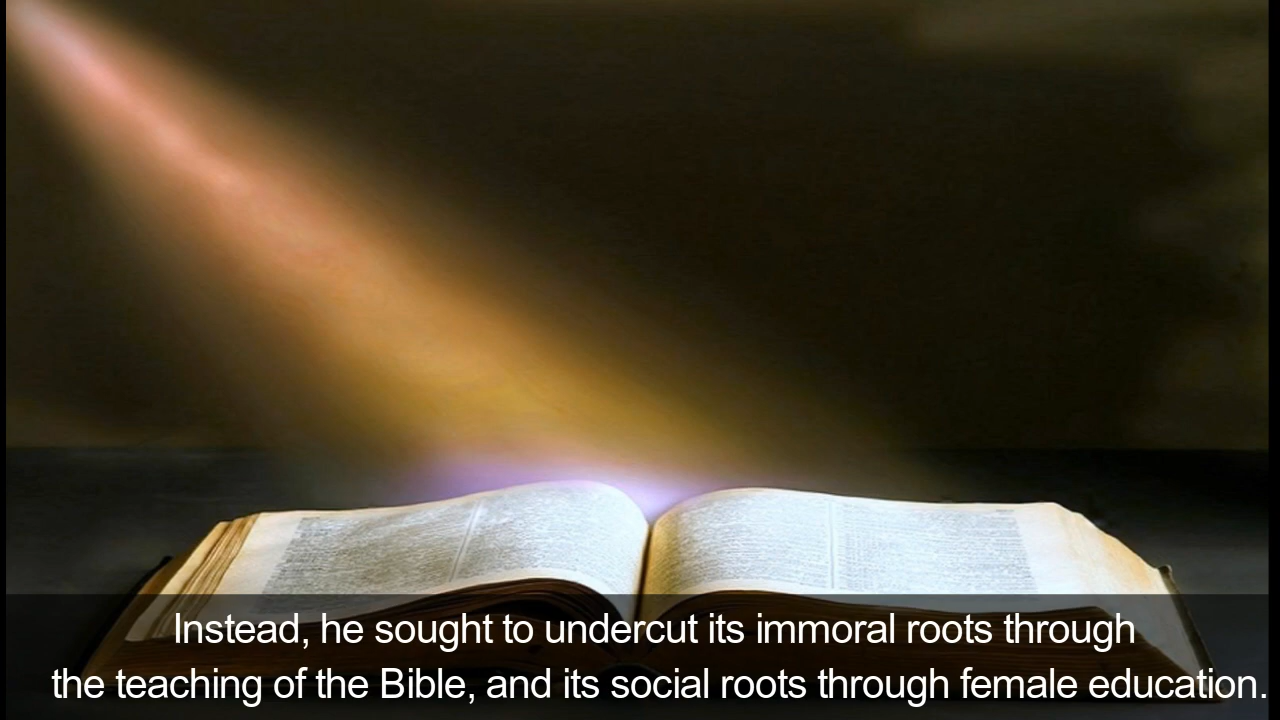 Instead, he sought to undercut its immoral roots through
the teaching of the Bible, and its social roots through female education.